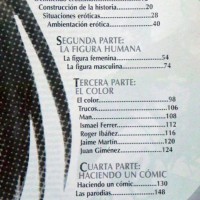 Construcción de la historia.........20
Situaciones eróticas.........28
Ambientación erótica.........40
SEGUNDA PARTE:
LA FIGURA HUMANA
La figura femenina.........54
La figura masculina.........74
TERCERA PARTE:
EL COLOR
El color.........98
Trucos.........106
Man.........108
Ismael Ferrer.........112
Roger Ibáñez.........116
Jaime Martín.........120
Juan Giménez.........124
CUARTA PARTE:
HACIENDO UN CÓMIC
Haciendo un cómic.........130
Las parodias.........148